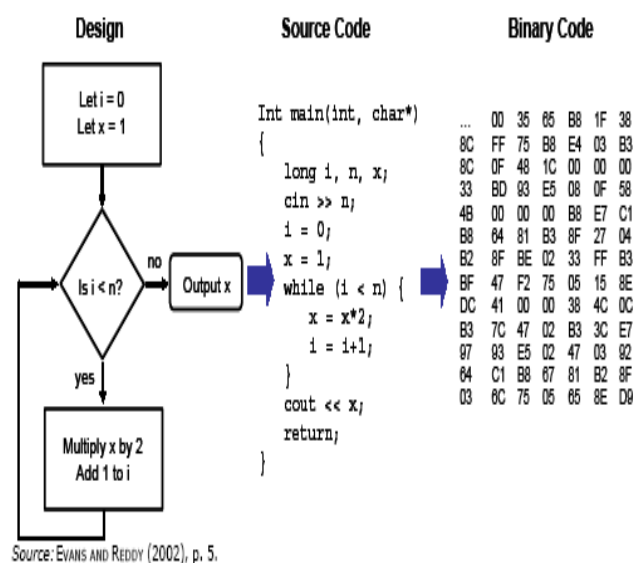 Design
Source Code
Binary Code
Let i = 0
Let x = 1
Is i < n?
no
Output x
yes
Multiply x by 2
Add 1 to i
Int main(int, char*)
{
long i, n, x;
cin >> n;
i = 0;
x = 1;
while (i < n) {
x = x*2;
i = i+1;
}
cout << x;
return;
}
... 00 35 65 B8 1F 38
8C FF 75 B8 E4 03 B3
8C 0F 48 1C 00 00 00
33 BD 93 E5 08 0F 58
4B 00 00 00 B8 E7 C1
B8 64 81 B3 8F 27 04
B2 8F BE 02 33 FF B3
BF 47 F2 75 05 15 8E
DC 41 00 00 38 4C 0C
B3 7C 47 02 B3 3C E7
97 93 E5 02 47 03 92
64 C1 B8 67 81 B2 8F
03 6C 75 05 65 8E D9
Source: EVANS AND REDDY (2002), p. 5.